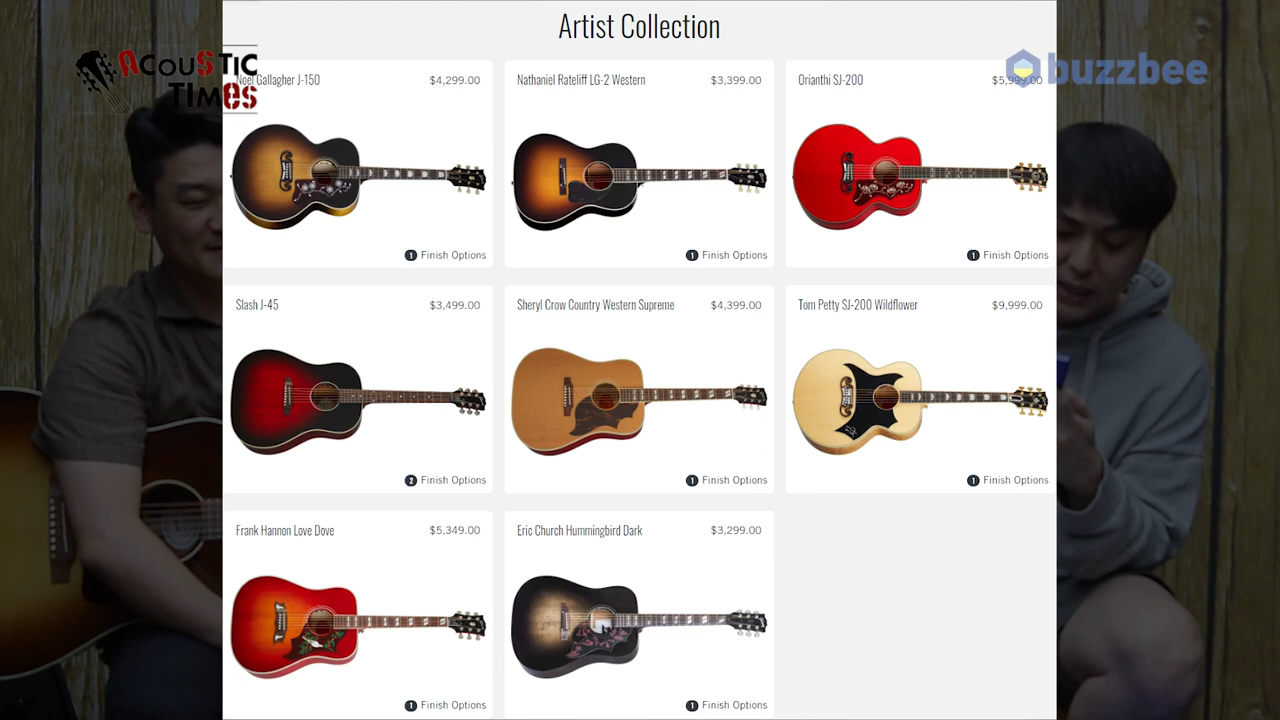 Artist Collection
ACoUSTiC
TiMes
buzzbee
Noel Gallagher J-150 $4,299.00
Nathaniel Rateliff LG-2 Western $3,399.00
Orianthi SJ-200 $5,999.00
1 Finish Options
1 Finish Options
1 Finish Options
Slash J-45 $3,499.00
Sheryl Crow Country Western Supreme $4,399.00
Tom Petty SJ-200 Wildflower $9,999.00
2 Finish Options
1 Finish Options
1 Finish Options
Frank Hannon Love Dove $5,349.00
Eric Church Hummingbird Dark $3,299.00
1 Finish Options
1 Finish Options